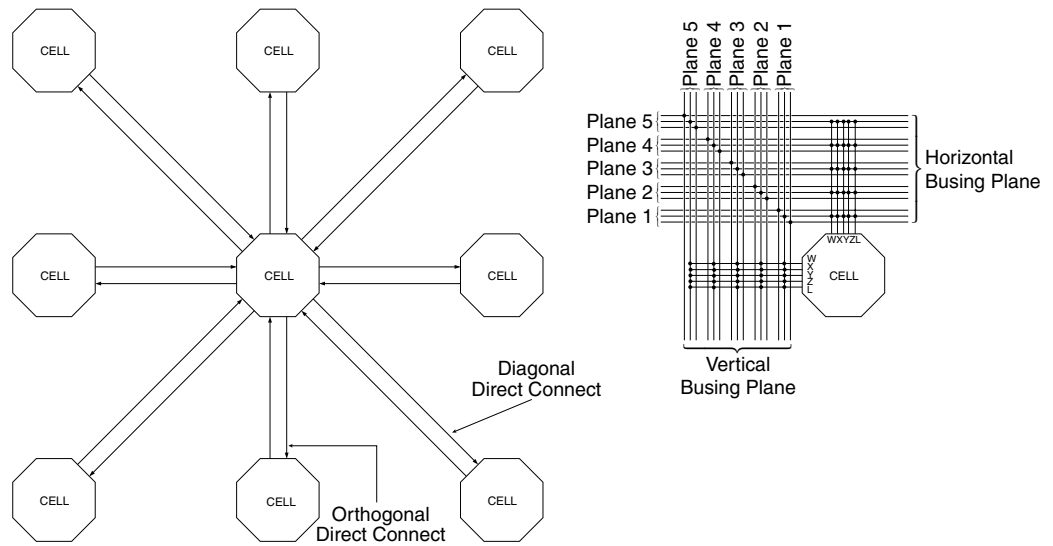 CELL
CELL
CELL
CELL
CELL
CELL
CELL
CELL
CELL
Diagonal
Direct Connect
Orthogonal
Direct Connect
Plane 5
Plane 4
Plane 3
Plane 2
Plane 1
Plane 5
Plane 4
Plane 3
Plane 2
Plane 1
Horizontal
Busing Plane
WXYZL
W
X
Y
Z
L
CELL
Vertical
Busing Plane